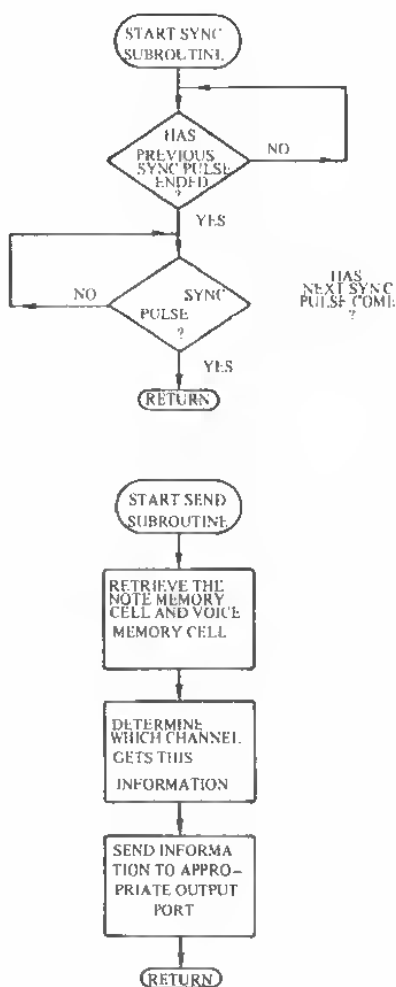 START SYNC
SUBROUTINE
HAS
PREVIOUS
SYNC PULSE
ENDED
?
NO
YES
NO
SYNC
PULSE
?
HAS
NEXT SYNC
PULSE COME
?
YES
RETURN
START SEND
SUBROUTINE
RETRIEVE THE
NOTE MEMORY
CELL AND VOICE
MEMORY CELL
DETERMINE
WHICH CHANNEL
GETS THIS
INFORMATION
SEND INFORMA
TION TO APPRO-
PRIATE OUTPUT
PORT
RETURN